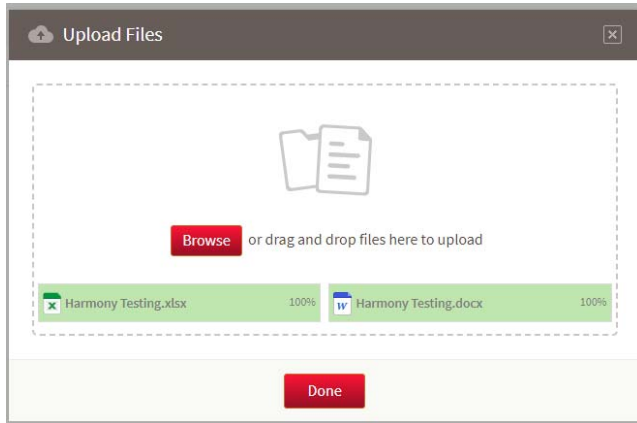 Upload Files
Browse or drag and drop files here to upload
Harmony Testing.xlsx 100% Harmony Testing.docx 100%
Done